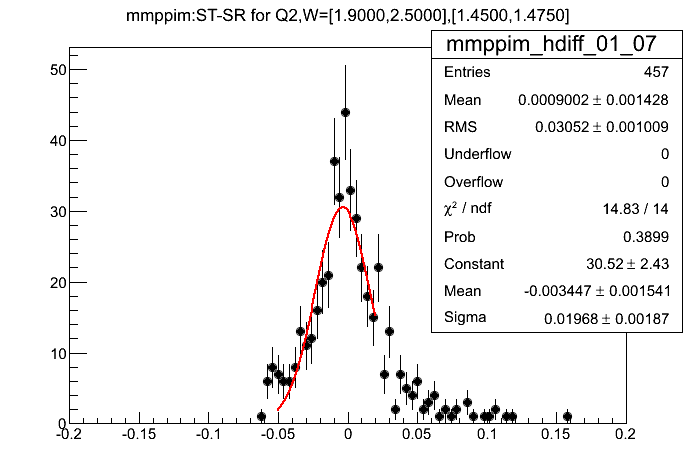 mmppim:ST-SR for Q2,W=[1.9000,2.5000],[1.4500,1.4750]
mmppim_hdiff_01_07
Entries 457
Mean 0.0009002 ± 0.001428
RMS 0.03052 ± 0.001009
Underflow 0
Overflow 0
χ² / ndf 14.83 / 14
Prob 0.3899
Constant 30.52 ± 2.43
Mean -0.003447 ± 0.001541
Sigma 0.01968 ± 0.00187
50
40
30
20
10
0
-0.2 -0.15 -0.1 -0.05 0 0.05 0.1 0.15 0.2